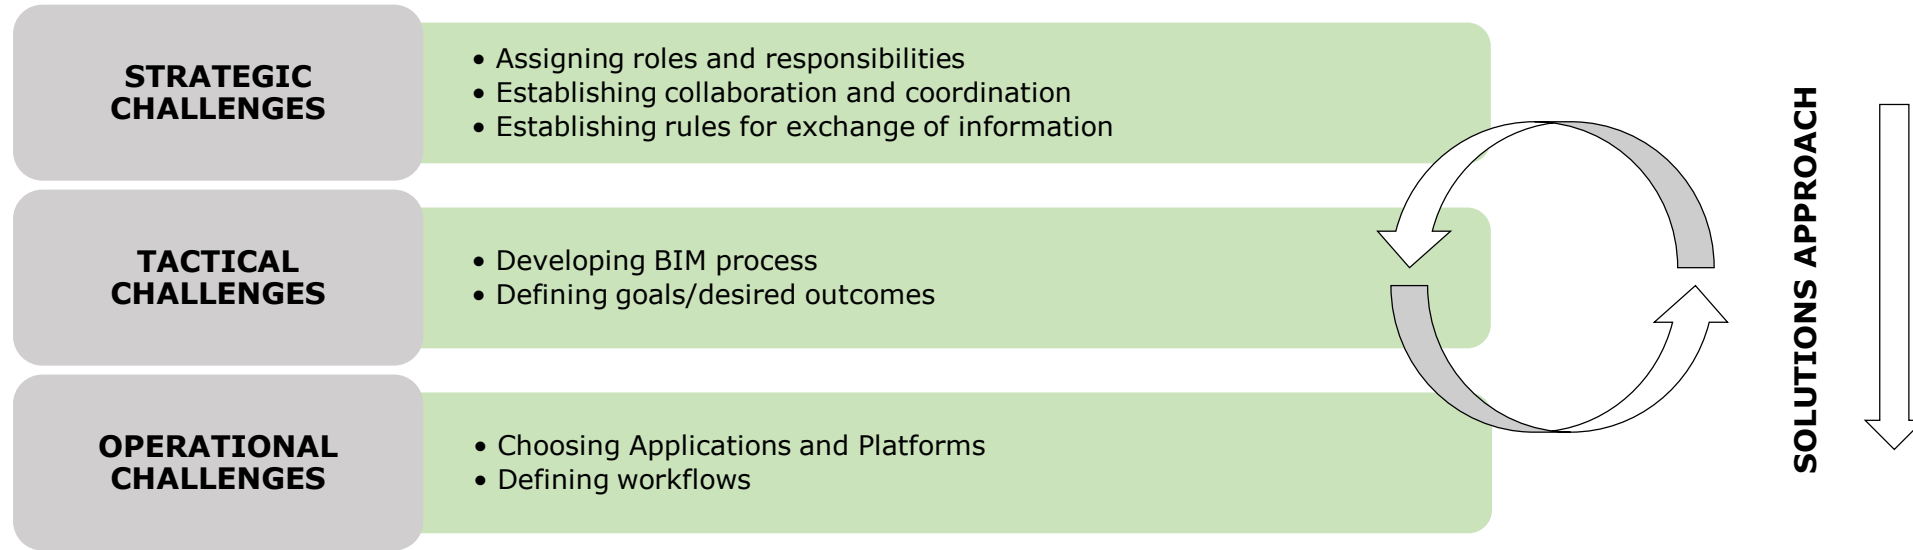 STRATEGIC
CHALLENGES
• Assigning roles and responsibilities
• Establishing collaboration and coordination
• Establishing rules for exchange of information
TACTICAL
CHALLENGES
• Developing BIM process
• Defining goals/desired outcomes
OPERATIONAL
CHALLENGES
• Choosing Applications and Platforms
• Defining workflows
SOLUTIONS APPROACH